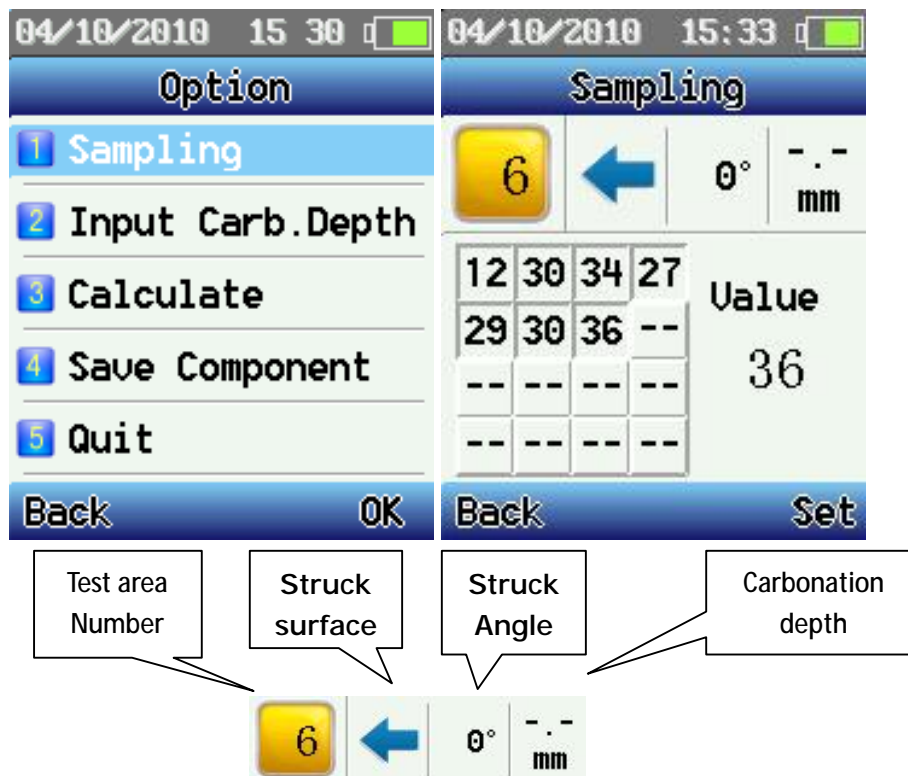 04/10/2010 15 30
Option
1 Sampling
2 Input Carb.Depth
3 Calculate
4 Save Component
5 Quit
Back OK
04/10/2010 15:33
Sampling
6 0° -.- mm
12 30 34 27
29 30 36 --
-- -- -- --
-- -- -- --
Value
36
Back Set
Test area
Number
Struck
surface
Struck
Angle
Carbonation
depth
6 0° -.- mm